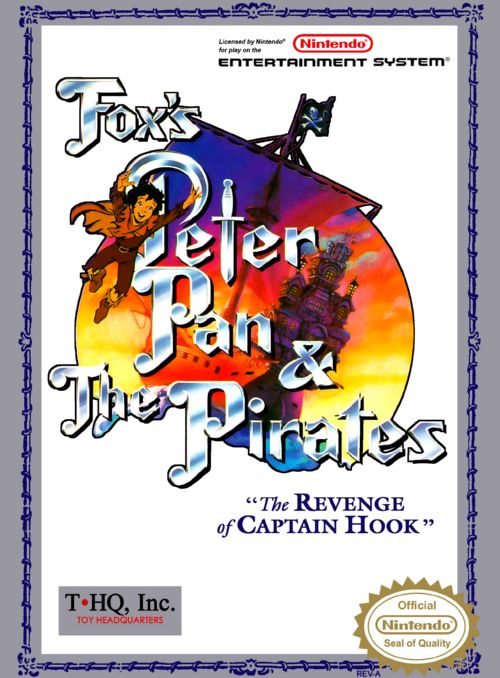 Licensed by Nintendo®
for play on the
Nintendo®
ENTERTAINMENT SYSTEM®
Fox's
Peter
Pan &
The Pirates
"The REVENGE
of CAPTAIN HOOK"
T•HQ, Inc.
TOY HEADQUARTERS
Official
Nintendo®
Seal of Quality
REV-A